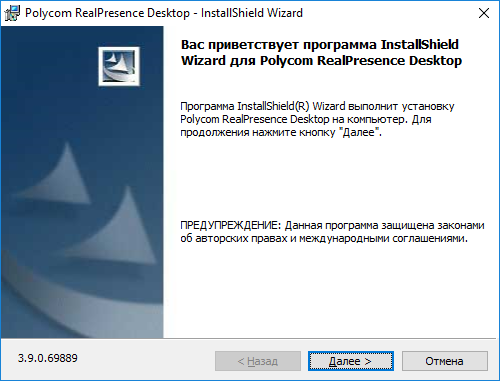 Polycom RealPresence Desktop - InstallShield Wizard
Вас приветствует программа InstallShield
Wizard для Polycom RealPresence Desktop
Программа InstallShield(R) Wizard выполнит установку
Polycom RealPresence Desktop на компьютер. Для
продолжения нажмите кнопку "Далее".
ПРЕДУПРЕЖДЕНИЕ: Данная программа защищена законами
об авторских правах и международными соглашениями.
3.9.0.69889
< Назад
Далее >
Отмена